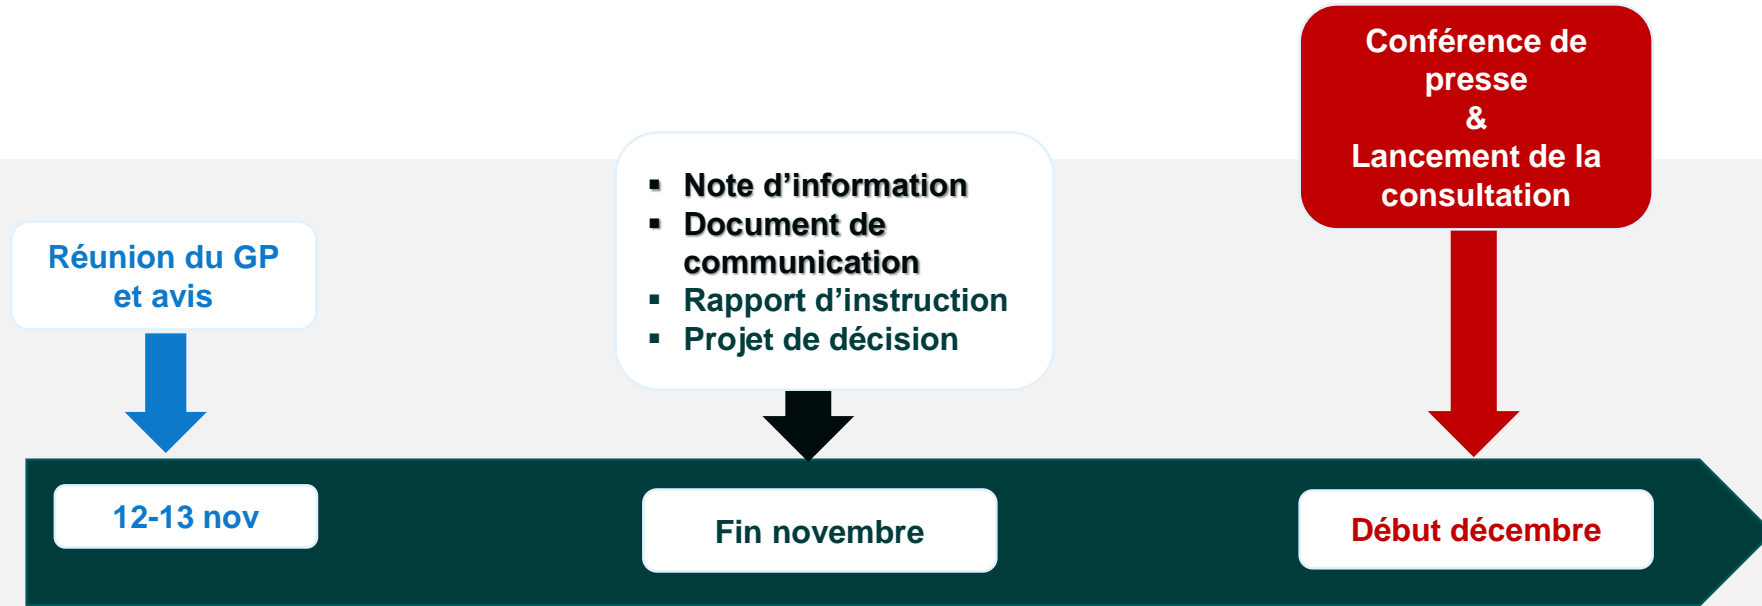 Conférence de
presse
&
Lancement de la
consultation
▪ Note d’information
▪ Document de
communication
▪ Rapport d’instruction
▪ Projet de décision
Réunion du GP
et avis
12-13 nov
Fin novembre
Début décembre